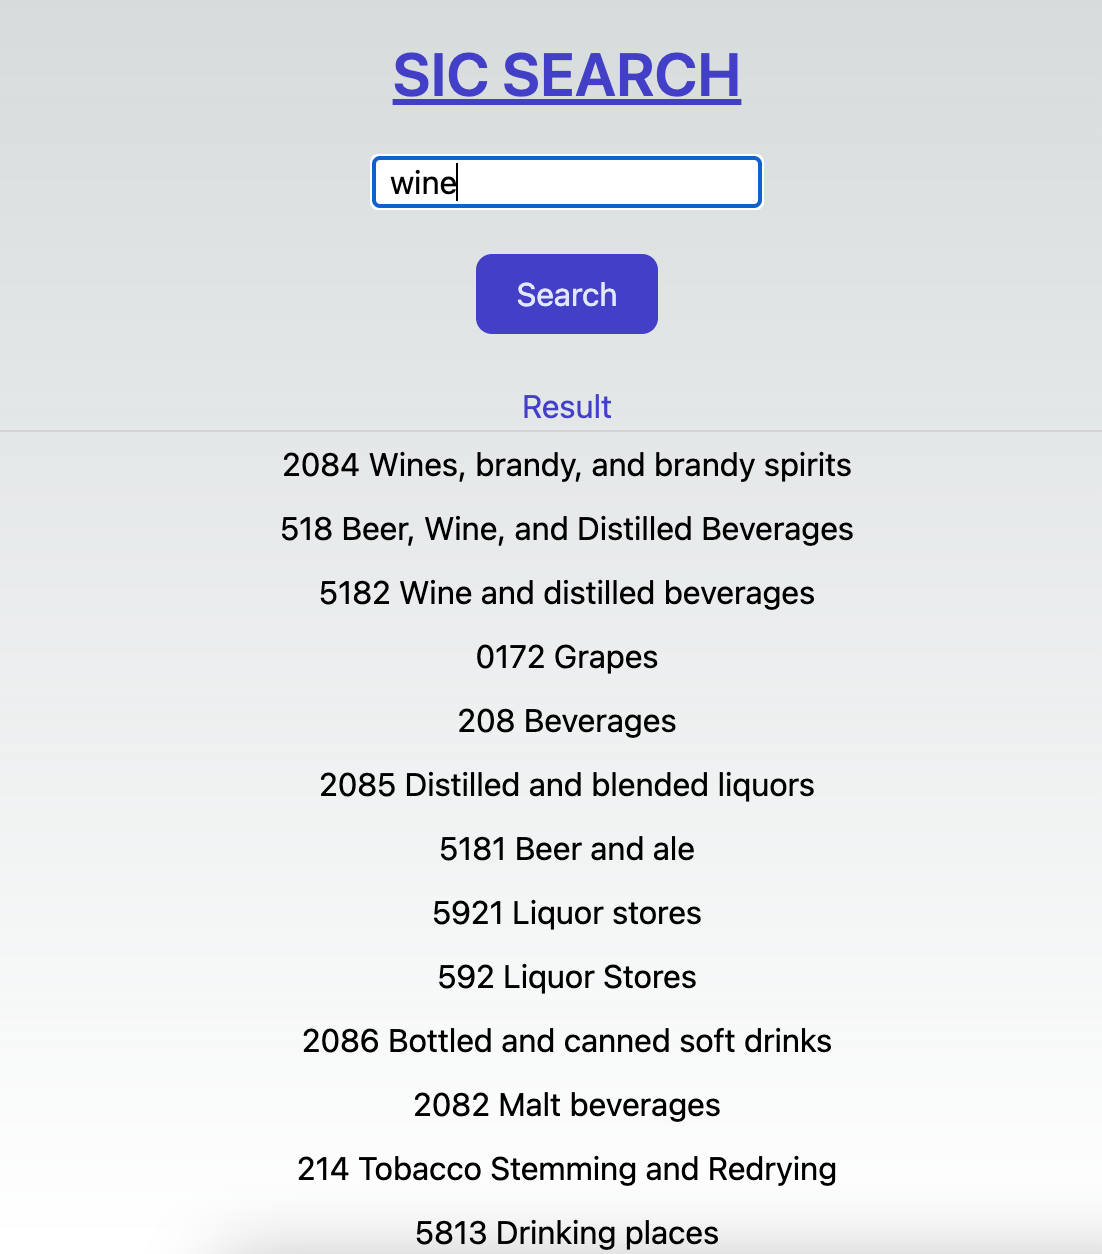 SIC SEARCH
wine
Search
Result
2084 Wines, brandy, and brandy spirits
518 Beer, Wine, and Distilled Beverages
5182 Wine and distilled beverages
0172 Grapes
208 Beverages
2085 Distilled and blended liquors
5181 Beer and ale
5921 Liquor stores
592 Liquor Stores
2086 Bottled and canned soft drinks
2082 Malt beverages
214 Tobacco Stemming and Redrying
5813 Drinking places